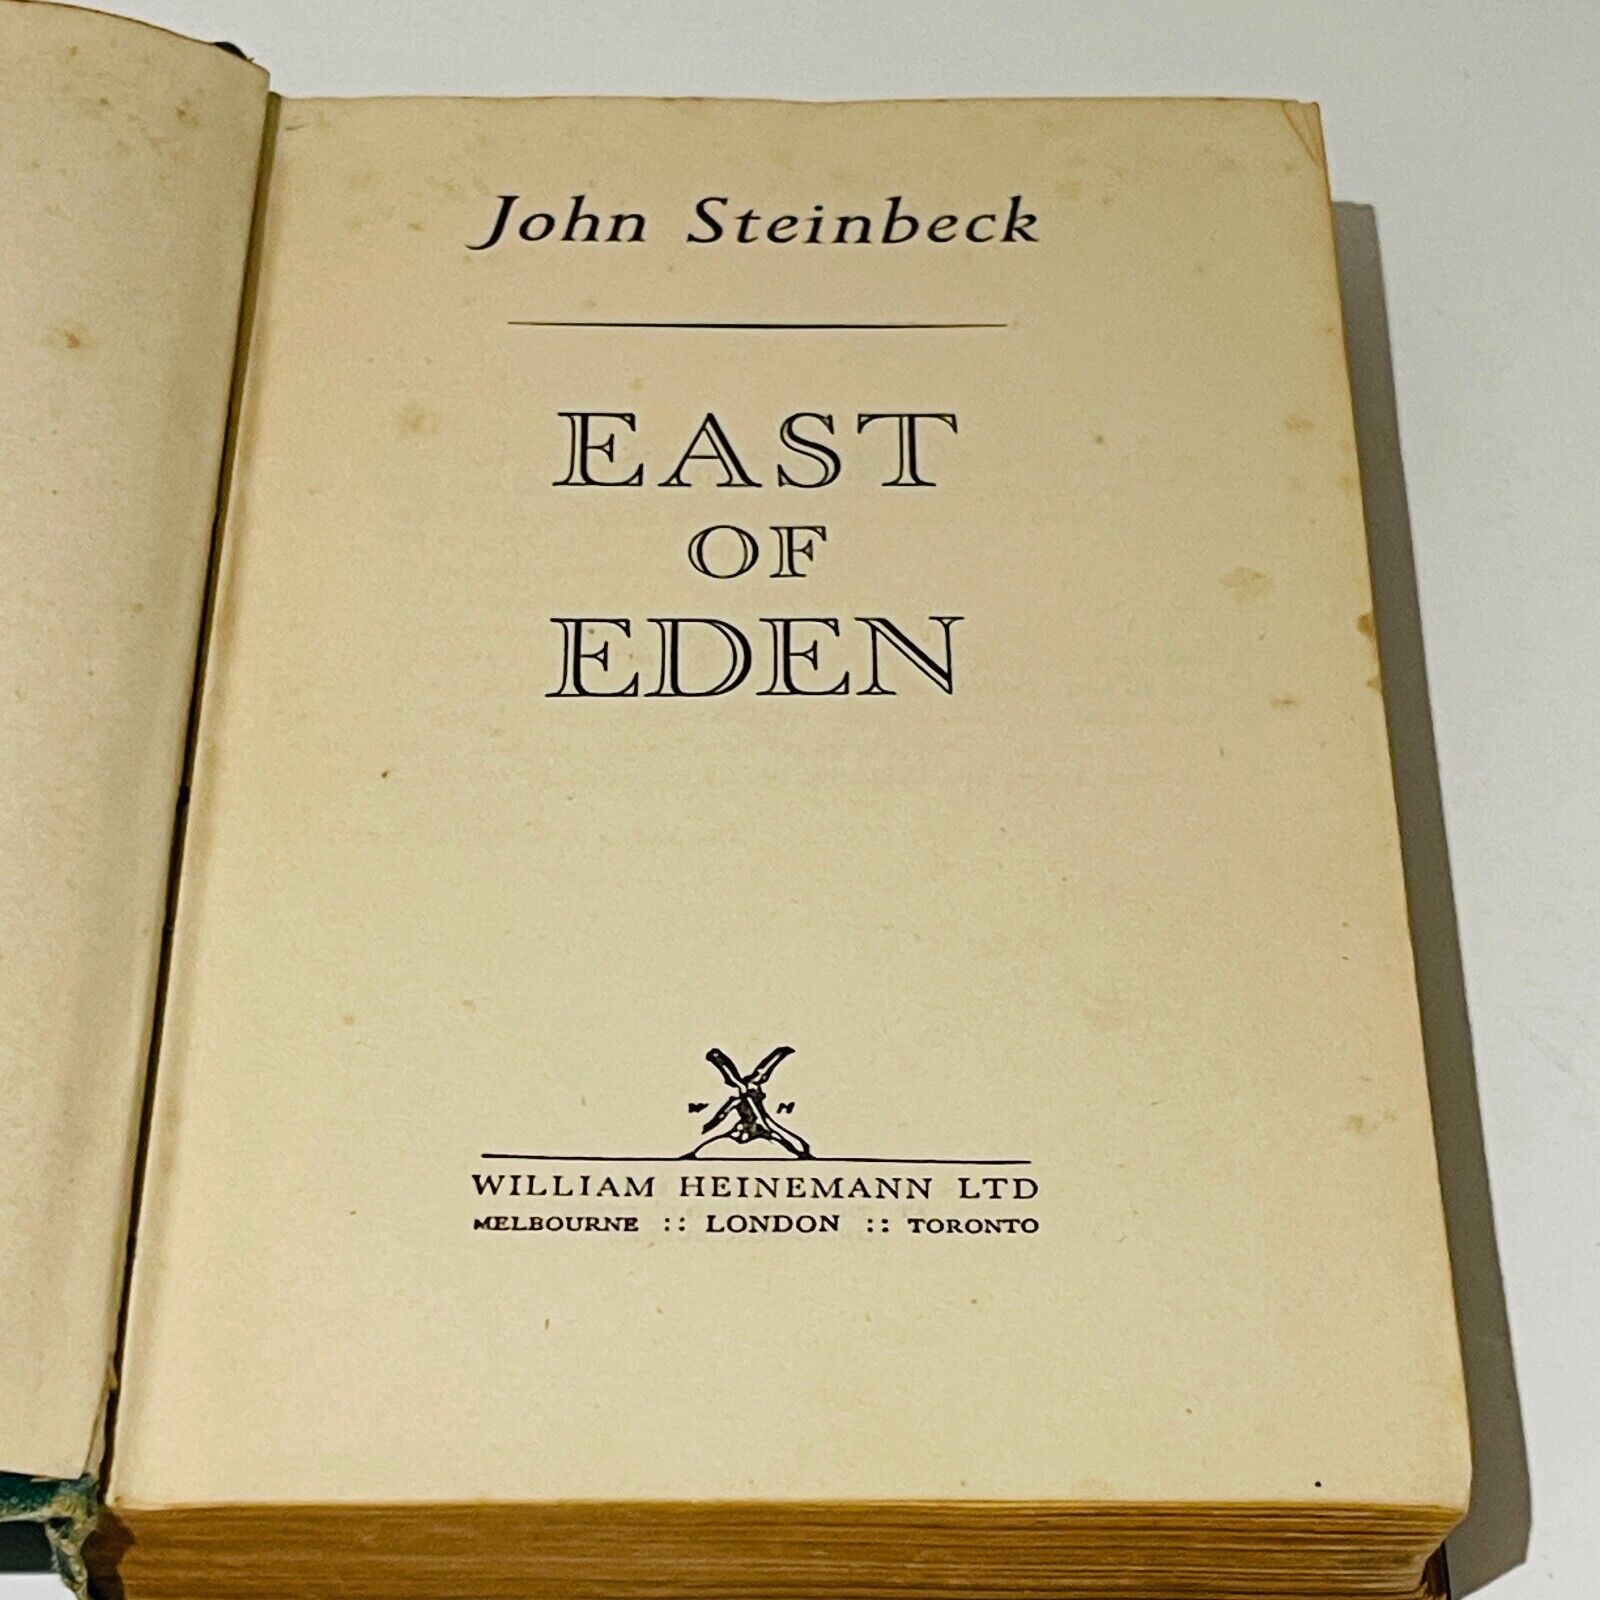 John Steinbeck
EAST
OF
EDEN
W H
WILLIAM HEINEMANN LTD
MELBOURNE :: LONDON :: TORONTO